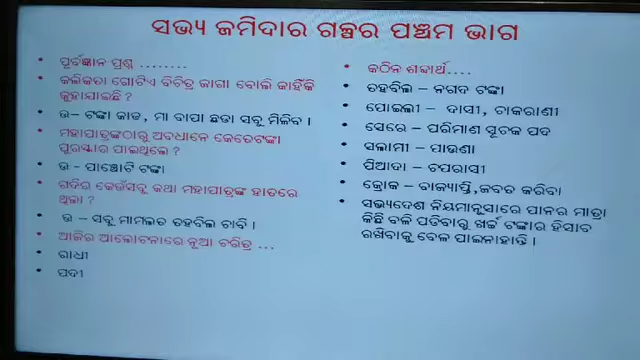 ସଭ୍ୟ ଜମିଦାର ଗଳ୍ପର ପଞ୍ଚମ ଭାଗ
• ପୂର୍ବଜ୍ଞାନ ପ୍ରଶ୍ନ ........
• କଲିକତା ଗୋଟିଏ ବିଚିତ୍ର ଜାଗା ବୋଲି କାହିଁକି
କୁହାଯାଇଛି ?
• ଉ– ଟଙ୍କା କାଢ, ମା ବାପା ଛଡା ସବୁ ମିଳିବ ।
• ମହାପାତ୍ରଙ୍କଠାରୁ ଅବଧାନେ କେତେଟଙ୍କା
ପୁରସ୍କାର ପାଇଥିଲେ ?
• ଉ - ପାଞ୍ଚୋଟି ଟଙ୍କା
• ଗଦିର କେଉଁସବୁ କଥା ମହାପାତ୍ରଙ୍କ ହାତରେ
ଥିଲା ?
• ଉ – ସବୁ ମାମଲତ ତହବିଲ ଚାବି ।
• ଆଜିର ଆଲୋଚନାରେ ନୂଆ ଚରିତ୍ର ...
• ରାଧୀ
• ପଦୀ
• କଠିନ ଶବ୍ଦାର୍ଥ....
• ତହବିଲ – ନଗଦ ଟଙ୍କା
• ପୋଇଲୀ – ଦାସୀ, ଚାକରାଣୀ
• ସେରେ – ପରିମାଣ ସୂଚକ ପଦ
• ସଲାମୀ – ପାଉଣା
• ପିଆଦା – ଚପରାସୀ
• କ୍ରୋକ – ବାଜ୍ୟାପ୍ତି, ଜବତ କରିବା
• ସଭ୍ୟଦେଶ ନିୟମାନୁସାରେ ପାନର ମାତ୍ରା
କିଛି ବଳି ପଡିବାରୁ ଖର୍ଚ୍ଚ ଟଙ୍କାର ହିସାବ
ରଖିବାକୁ ବେଳ ପାଇନାହାନ୍ତି ।